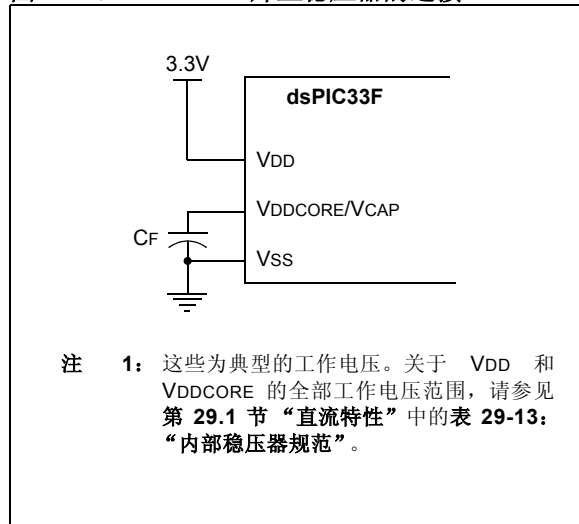 3.3V
dsPIC33F
VDD
VDDCORE/VCAP
CF
VSS
注 1: 这些为典型的工作电压。关于 VDD 和
VDDCORE 的全部工作电压范围，请参见
第 29.1 节“直流特性”中的表 29-13：
“内部稳压器规范”。